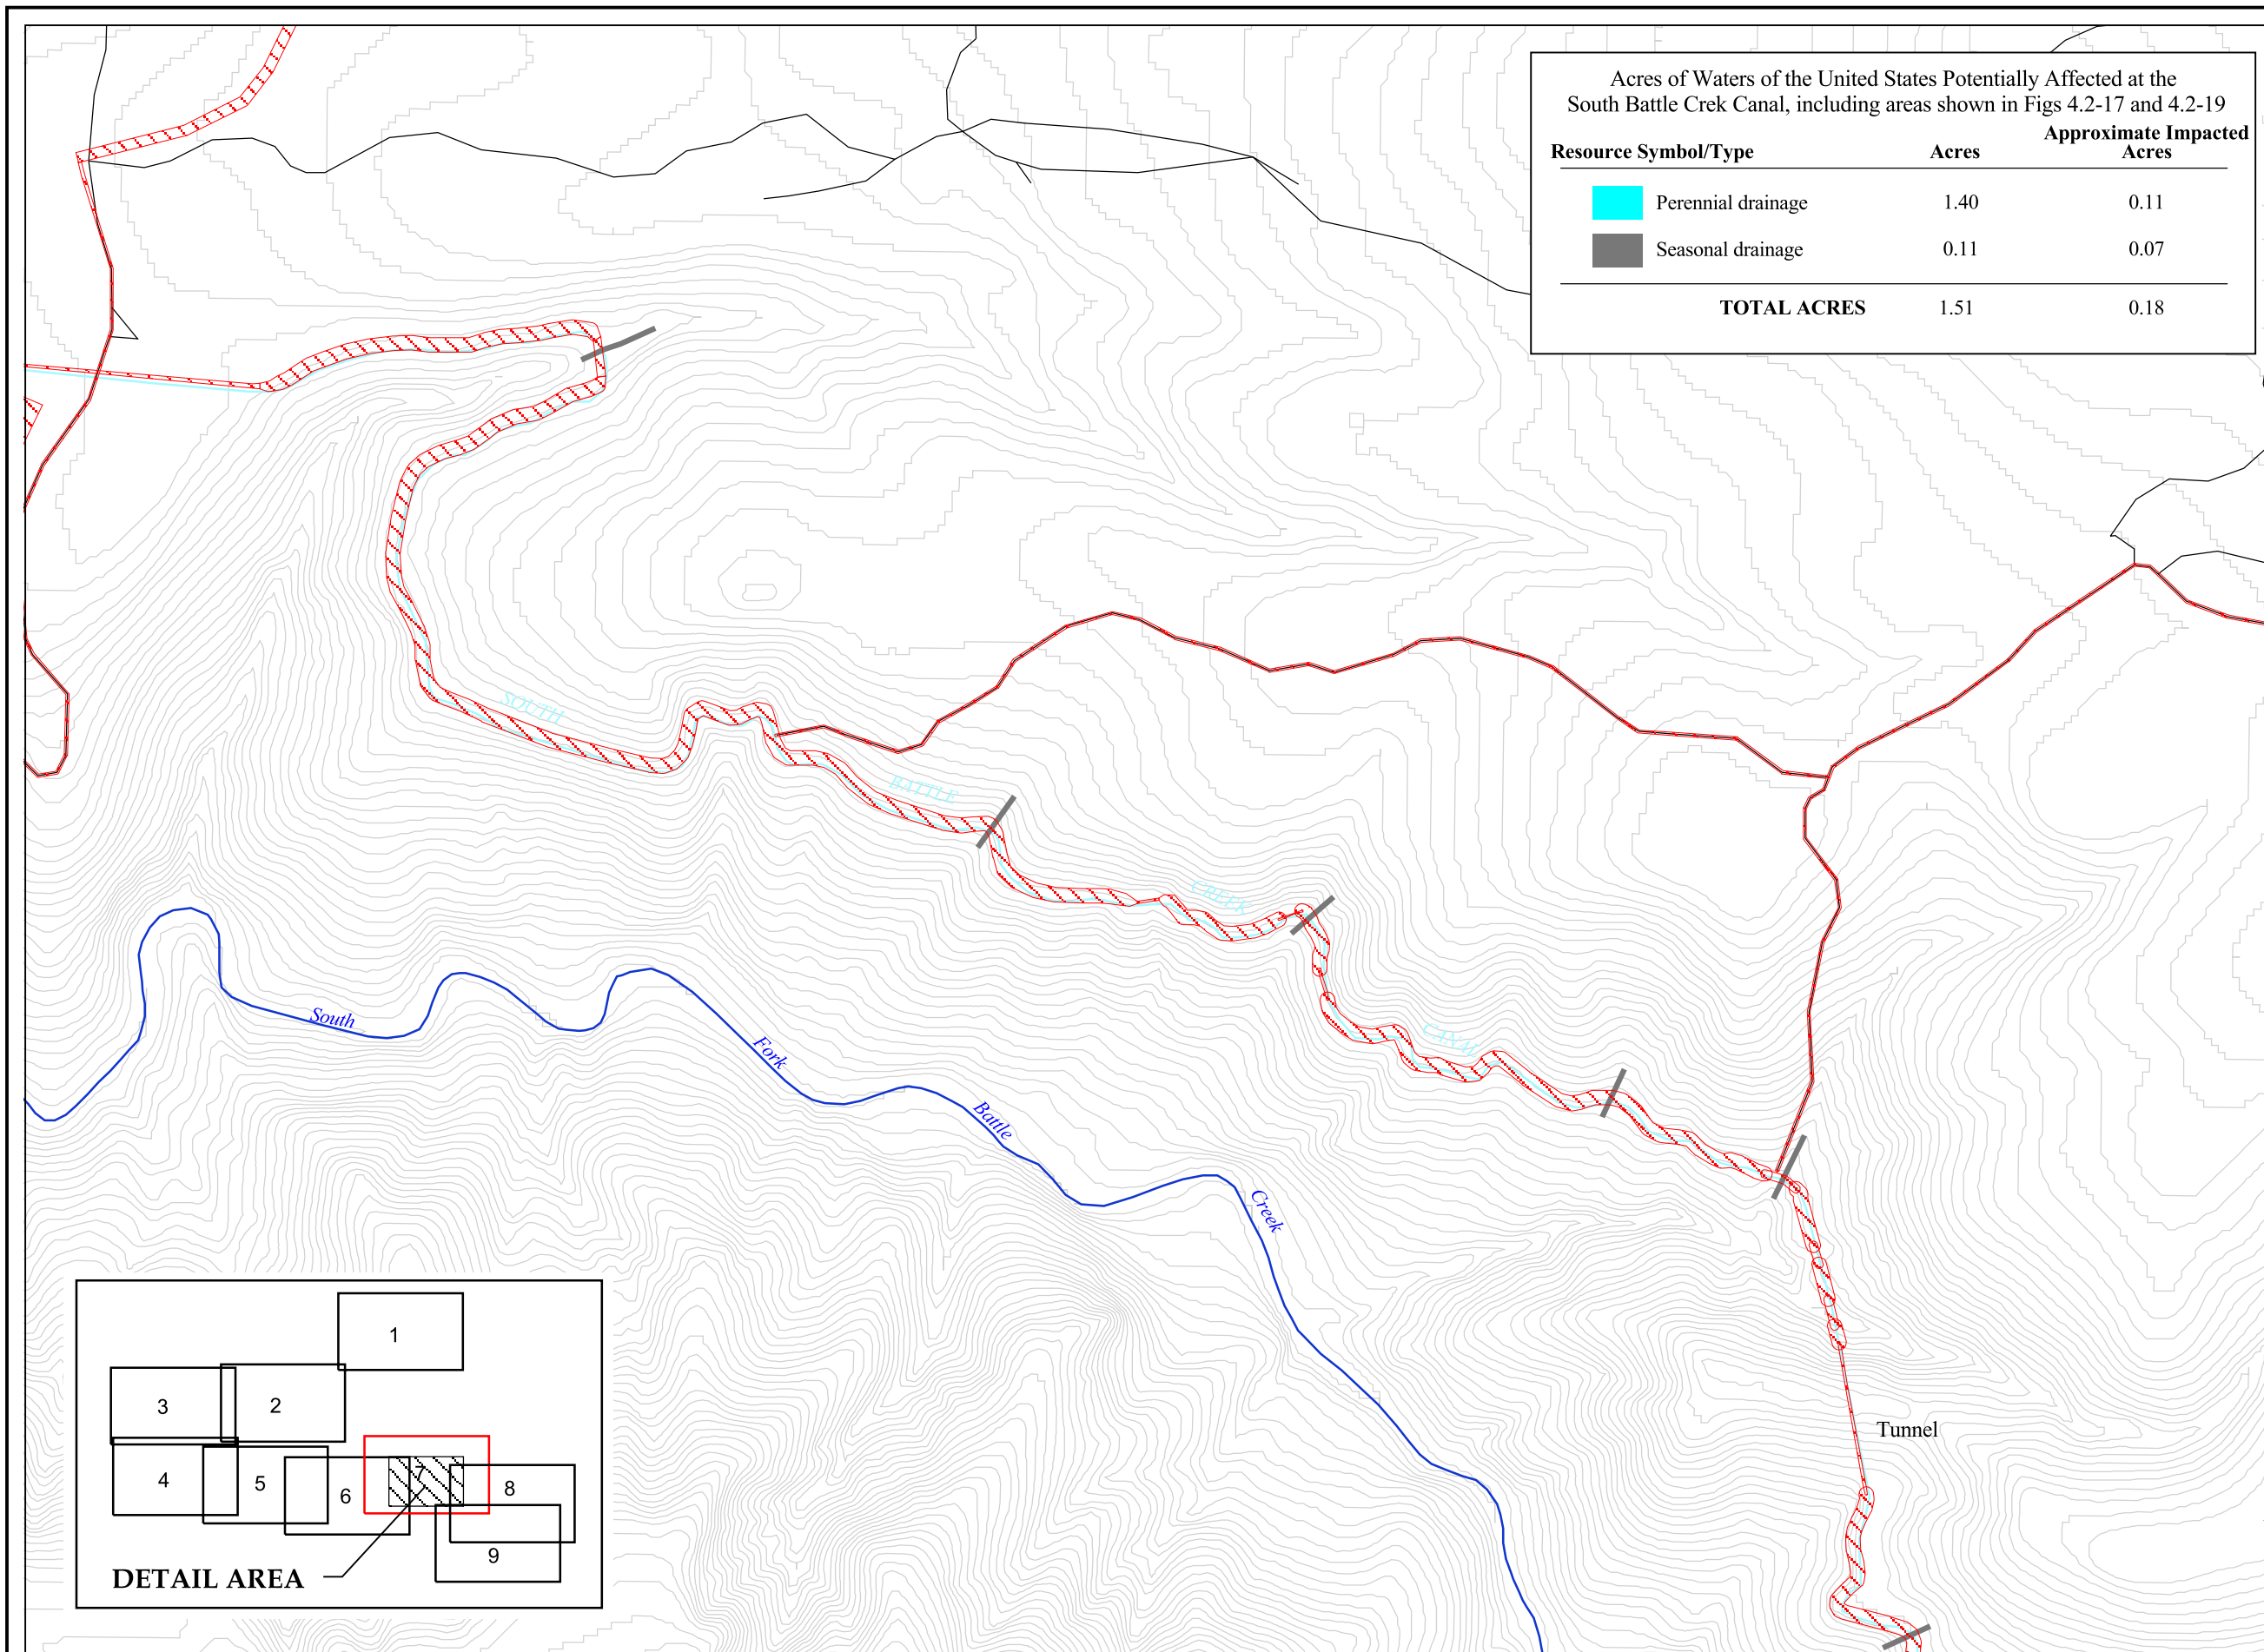 Acres of Waters of the United States Potentially Affected at the
South Battle Crek Canal, including areas shown in Figs 4.2-17 and 4.2-19
Approximate Impacted
Resource Symbol/Type Acres Acres
Perennial drainage 1.40 0.11
Seasonal drainage 0.11 0.07
TOTAL ACRES 1.51 0.18
SOUTH
BATTLE
CREEK
CANAL
South
Fork
Battle
Creek
Tunnel
1
2
3
4
5
6
7
8
9
DETAIL AREA